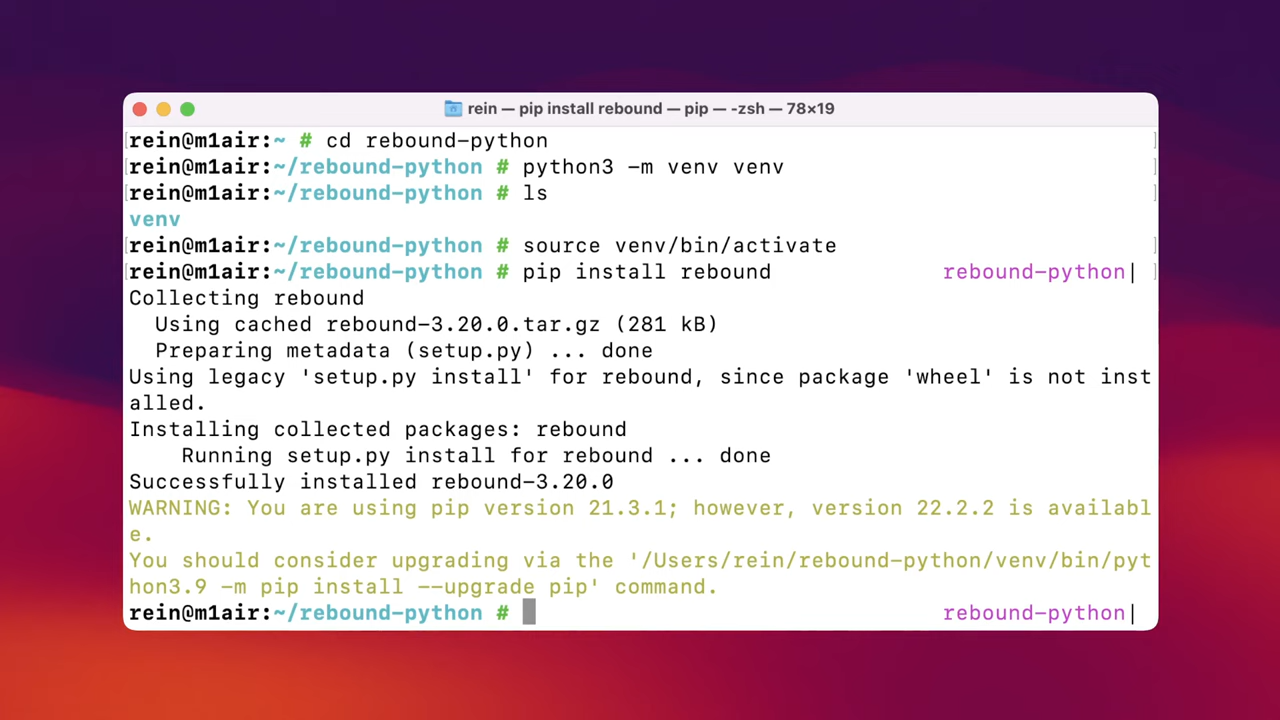 rein — pip install rebound — pip — -zsh — 78×19
[rein@m1air:~ # cd rebound-python ]
[rein@m1air:~/rebound-python # python3 -m venv venv ]
[rein@m1air:~/rebound-python # ls ]
venv
[rein@m1air:~/rebound-python # source venv/bin/activate ]
[rein@m1air:~/rebound-python # pip install rebound rebound-python| ]
Collecting rebound
  Using cached rebound-3.20.0.tar.gz (281 kB)
  Preparing metadata (setup.py) ... done
Using legacy 'setup.py install' for rebound, since package 'wheel' is not inst
alled.
Installing collected packages: rebound
    Running setup.py install for rebound ... done
Successfully installed rebound-3.20.0
WARNING: You are using pip version 21.3.1; however, version 22.2.2 is availabl
e.
You should consider upgrading via the '/Users/rein/rebound-python/venv/bin/pyt
hon3.9 -m pip install --upgrade pip' command.
rein@m1air:~/rebound-python # rebound-python|